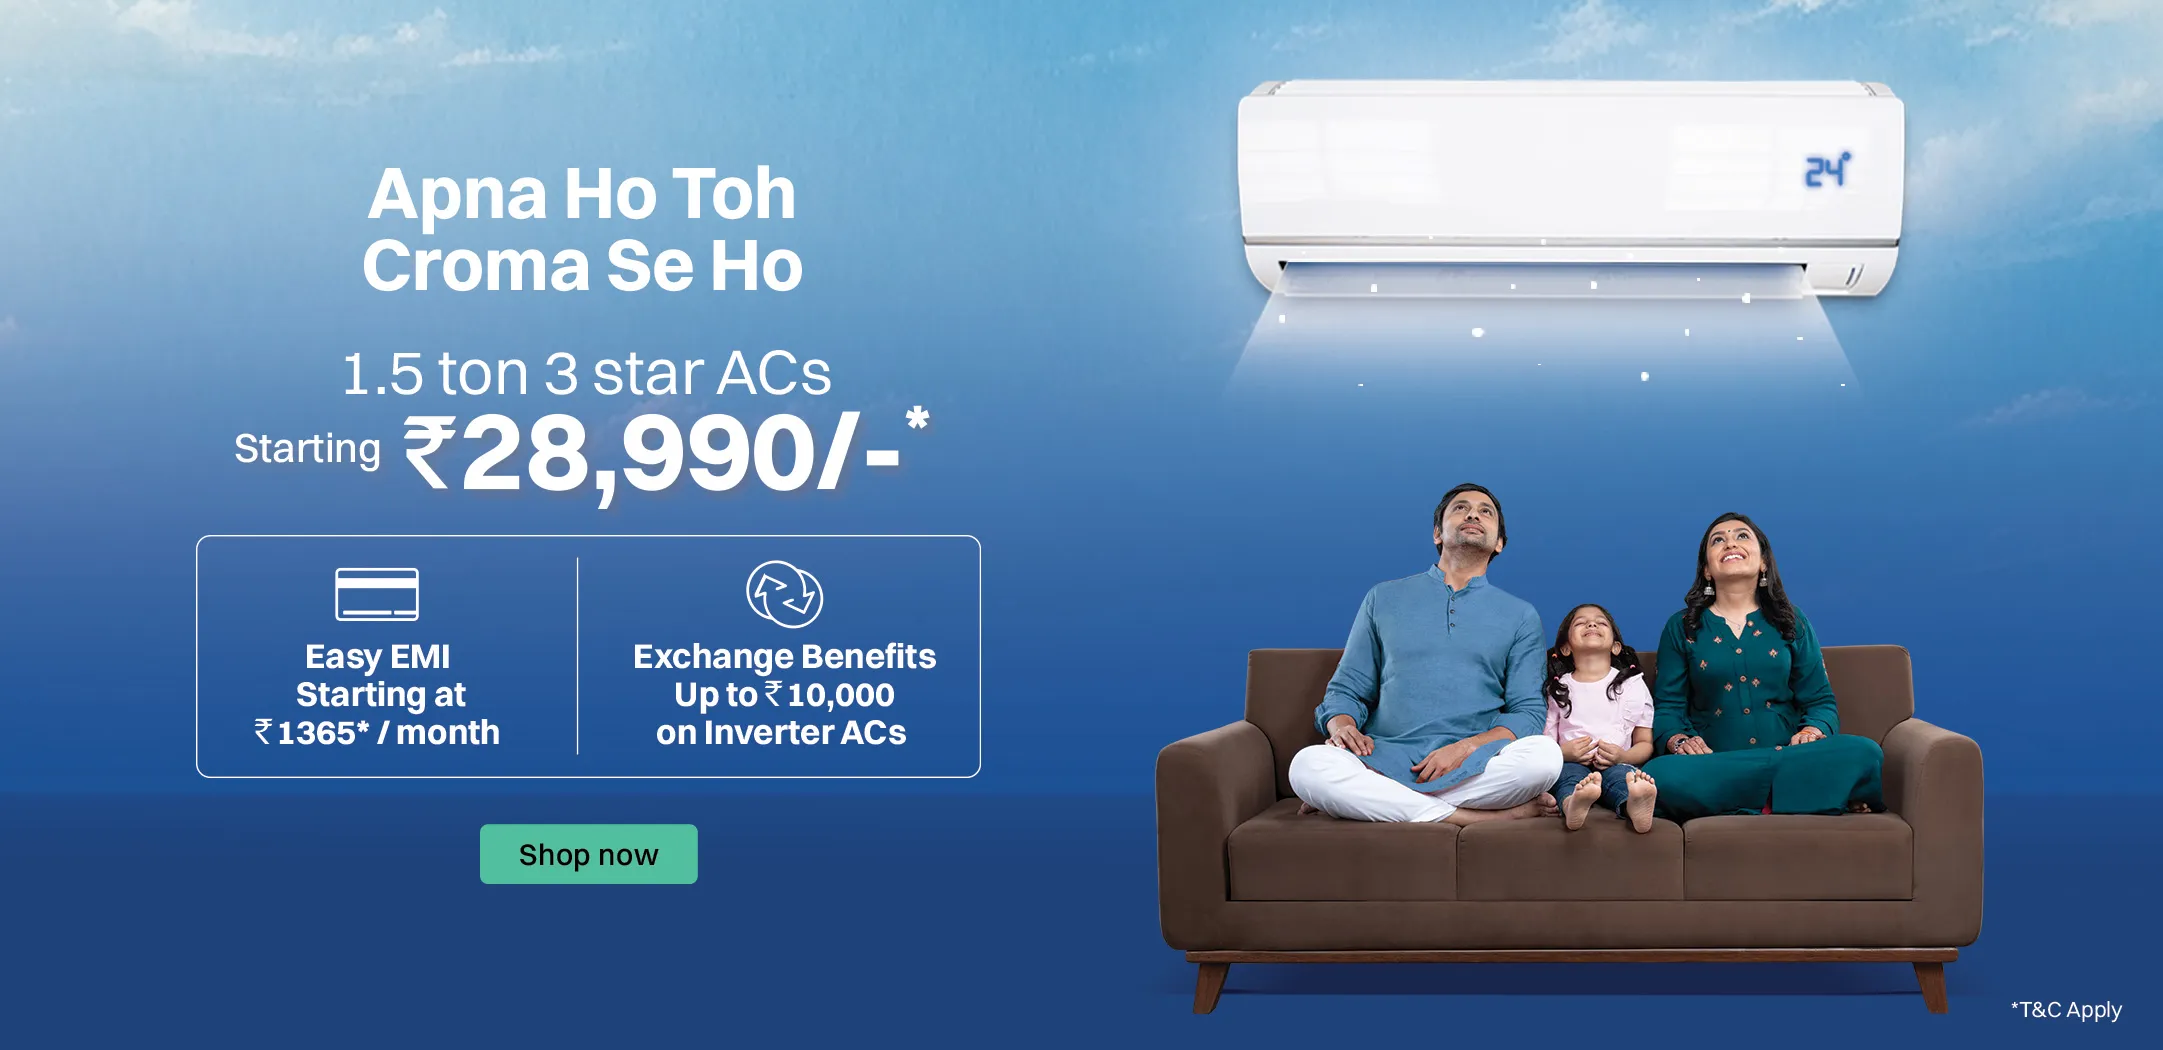 Apna Ho Toh
Croma Se Ho
1.5 ton 3 star ACs
Starting ₹28,990/-*
Easy EMI
Starting at
₹1365* / month
Exchange Benefits
Up to ₹10,000
on Inverter ACs
Shop now
24°
*T&C Apply